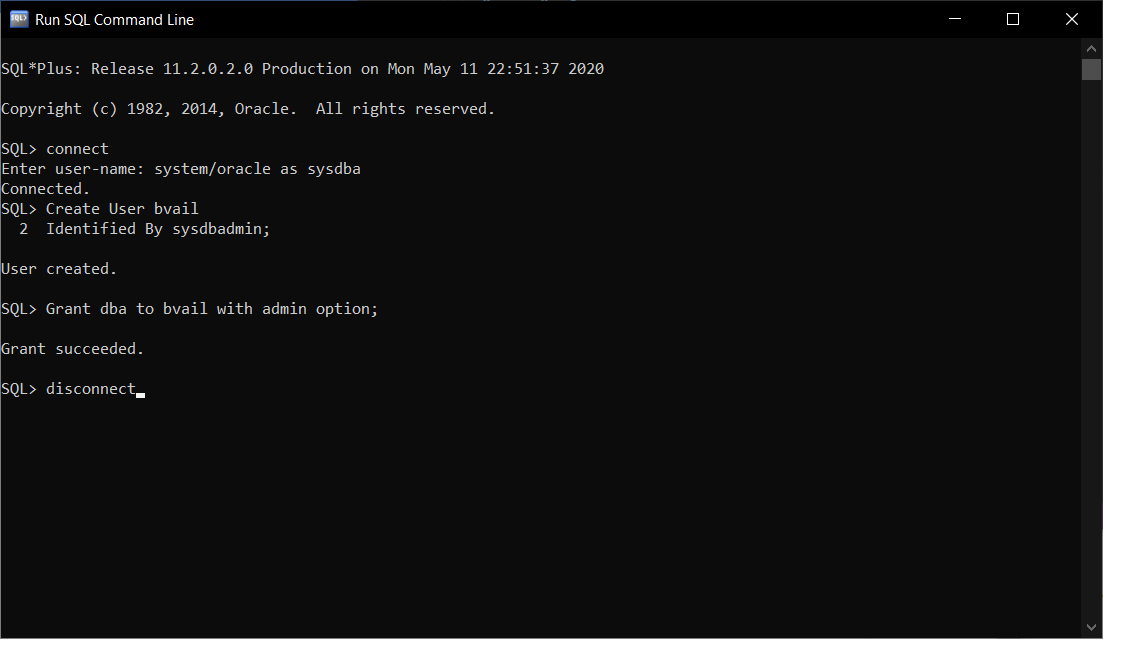 Run SQL Command Line
SQL*Plus: Release 11.2.0.2.0 Production on Mon May 11 22:51:37 2020
Copyright (c) 1982, 2014, Oracle.  All rights reserved.
SQL> connect
Enter user-name: system/oracle as sysdba
Connected.
SQL> Create User bvail
  2  Identified By sysdbadmin;
User created.
SQL> Grant dba to bvail with admin option;
Grant succeeded.
SQL> disconnect